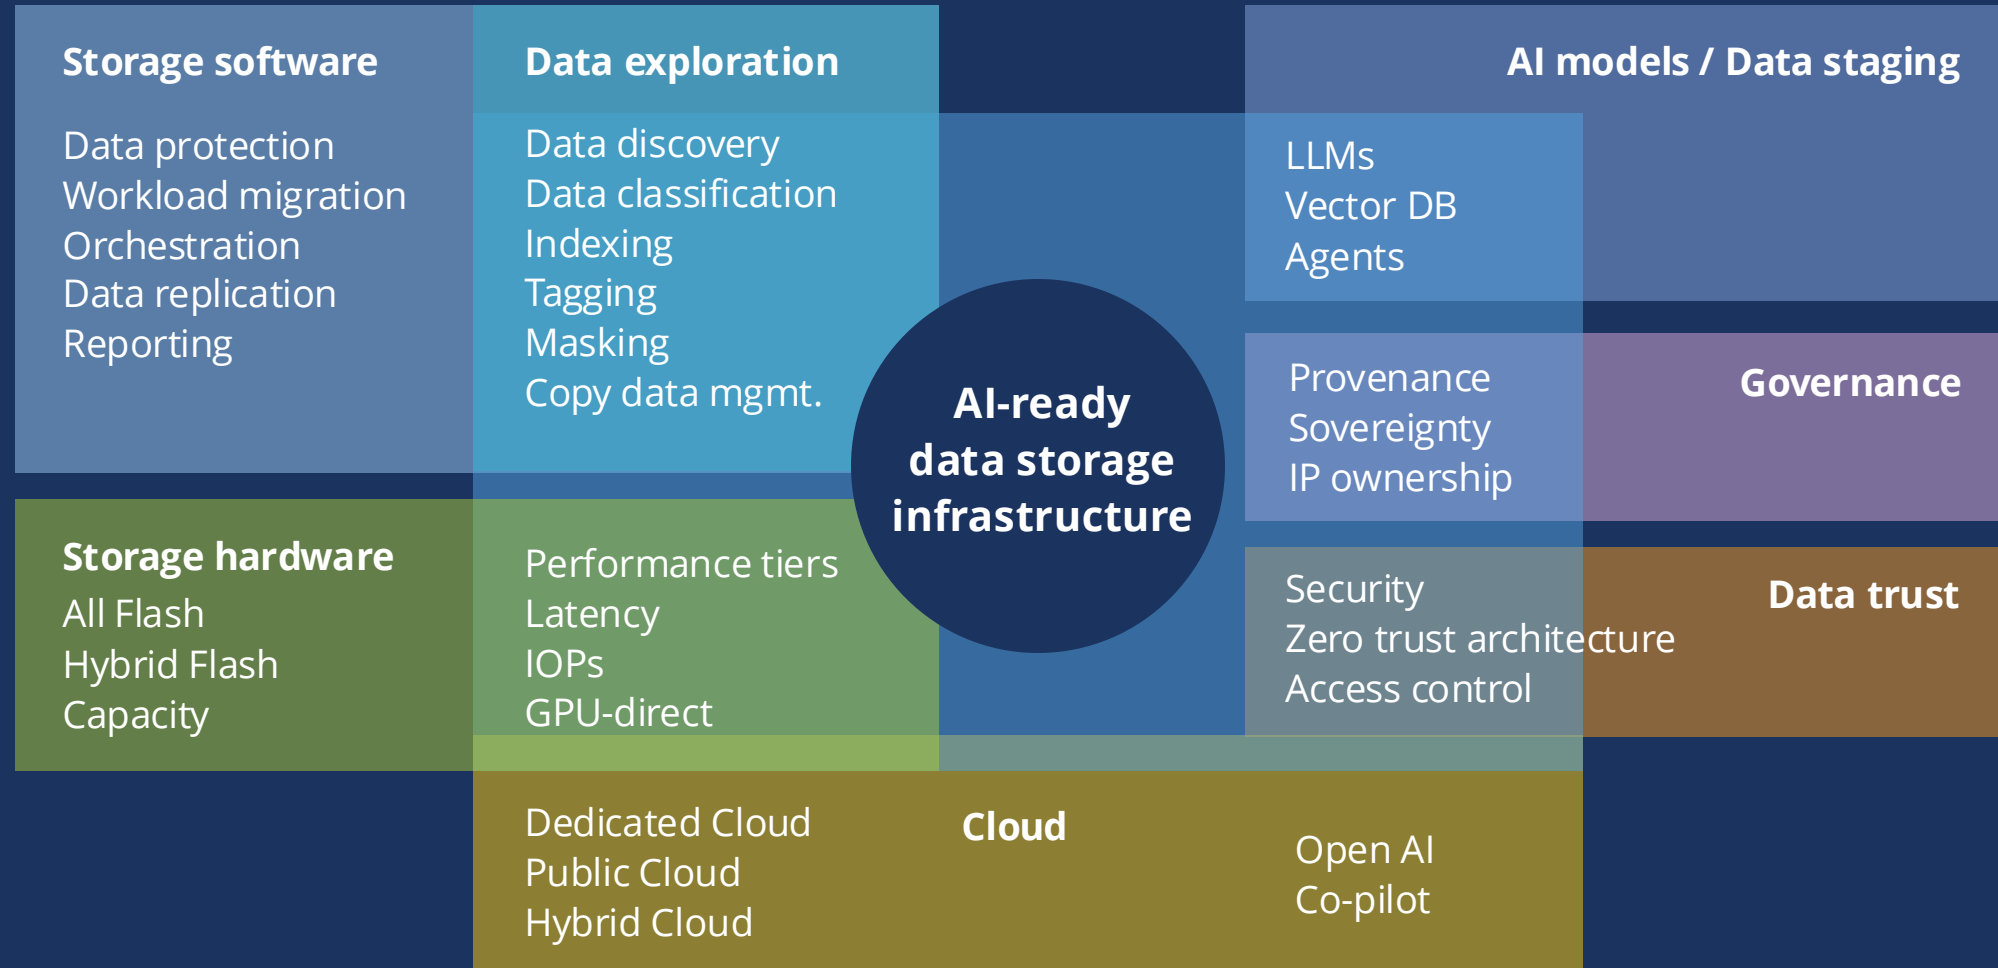 Storage software
Data protection
Workload migration
Orchestration
Data replication
Reporting
Data exploration
Data discovery
Data classification
Indexing
Tagging
Masking
Copy data mgmt.
AI models / Data staging
LLMs
Vector DB
Agents
AI-ready
data storage
infrastructure
Provenance
Sovereignty
IP ownership
Governance
Storage hardware
All Flash
Hybrid Flash
Capacity
Performance tiers
Latency
IOPs
GPU-direct
Security
Zero trust architecture
Access control
Data trust
Dedicated Cloud
Public Cloud
Hybrid Cloud
Cloud
Open AI
Co-pilot